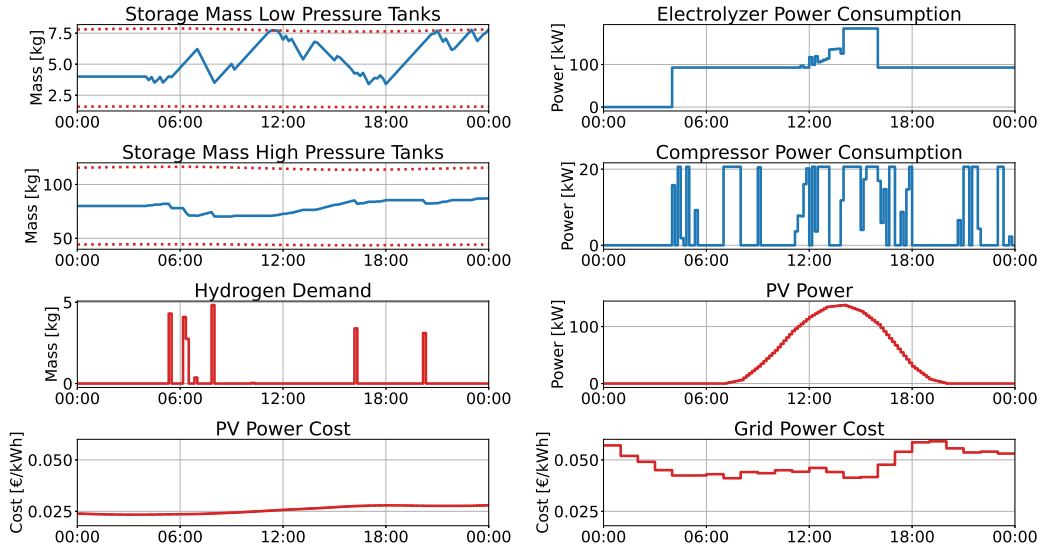 Storage Mass Low Pressure Tanks
Mass [kg]
7.5
5.0
2.5
00:00 06:00 12:00 18:00 00:00
Electrolyzer Power Consumption
Power [kW]
100
0
00:00 06:00 12:00 18:00 00:00
Storage Mass High Pressure Tanks
Mass [kg]
100
50
00:00 06:00 12:00 18:00 00:00
Compressor Power Consumption
Power [kW]
20
0
00:00 06:00 12:00 18:00 00:00
Hydrogen Demand
Mass [kg]
5
0
00:00 06:00 12:00 18:00 00:00
PV Power
Power [kW]
100
0
00:00 06:00 12:00 18:00 00:00
PV Power Cost
Cost [€/kWh]
0.050
0.025
00:00 06:00 12:00 18:00 00:00
Grid Power Cost
Cost [€/kWh]
0.050
0.025
00:00 06:00 12:00 18:00 00:00